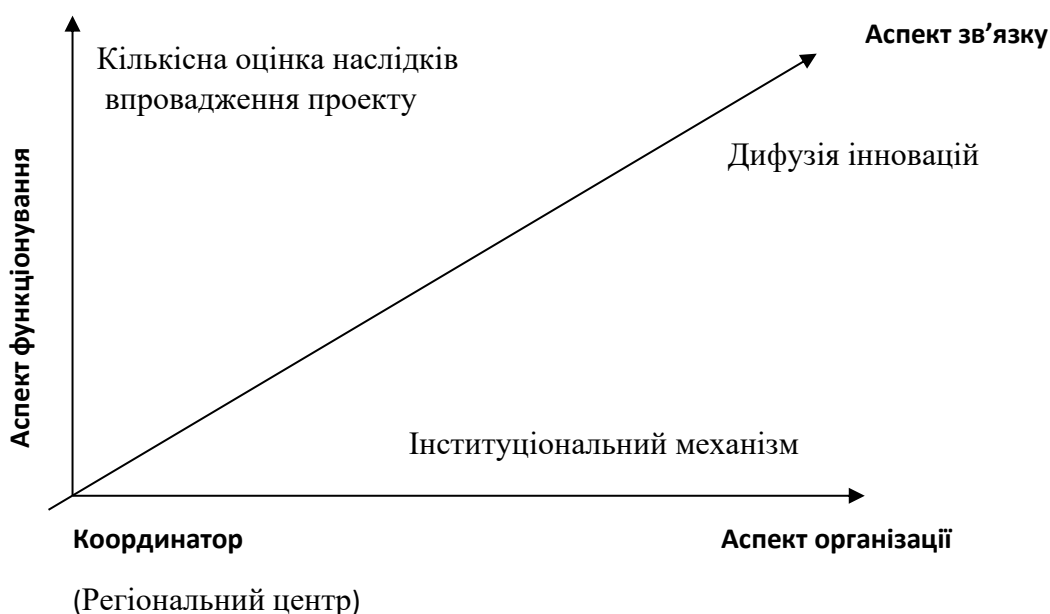 Аспект зв’язку
Кількісна оцінка наслідків
впровадження проекту
Дифузія інновацій
Аспект функціонування
Інституціональний механізм
Координатор
Аспект організації
(Регіональний центр)